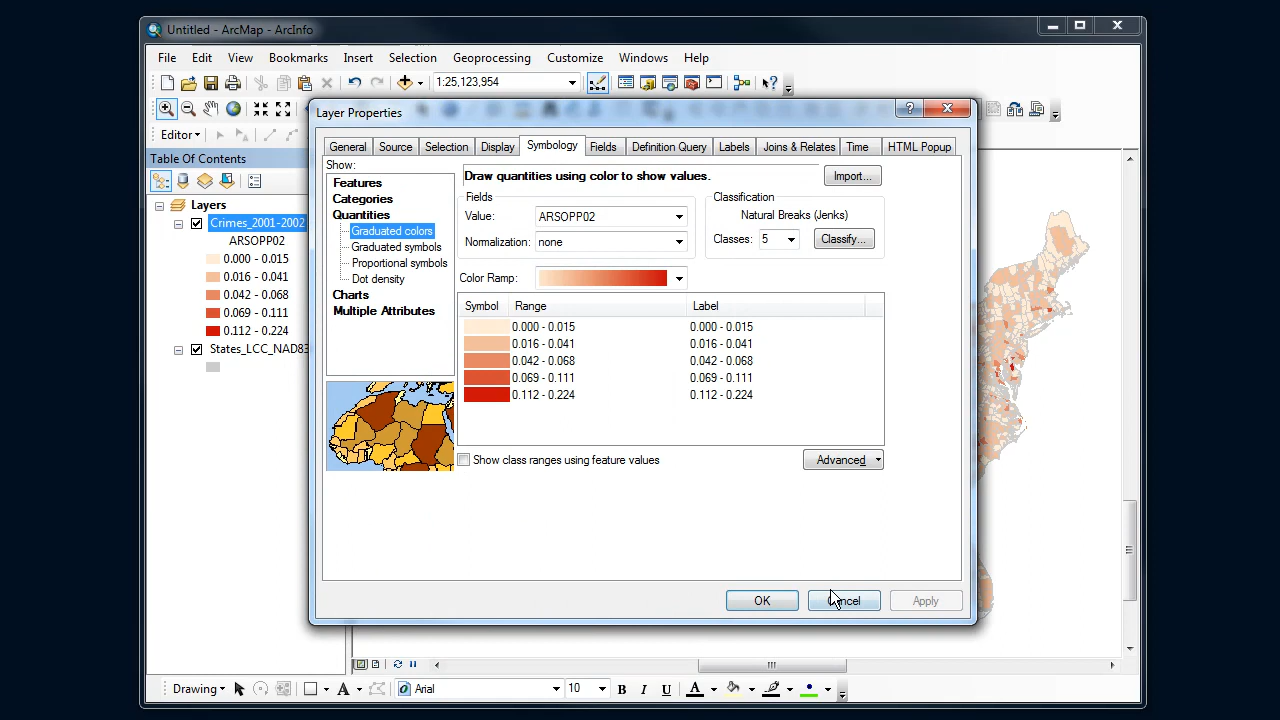 Untitled - ArcMap - ArcInfo
File Edit View Bookmarks Insert Selection Geoprocessing Customize Windows Help
1:25,123,954
Layer Properties
Editor
General Source Selection Display Symbology Fields Definition Query Labels Joins & Relates Time HTML Popup
Table Of Contents
Show:
Features
Categories
Quantities
Graduated colors
Graduated symbols
Proportional symbols
Dot density
Charts
Multiple Attributes
Draw quantities using color to show values.
Import...
Fields
Value: ARSOPP02
Normalization: none
Classification
Natural Breaks (Jenks)
Classes: 5 Classify...
Color Ramp:
Symbol Range Label
0.000 - 0.015 0.000 - 0.015
0.016 - 0.041 0.016 - 0.041
0.042 - 0.068 0.042 - 0.068
0.069 - 0.111 0.069 - 0.111
0.112 - 0.224 0.112 - 0.224
Show class ranges using feature values
Advanced
OK Cancel Apply
Layers
Crimes_2001-2002
ARSOPP02
0.000 - 0.015
0.016 - 0.041
0.042 - 0.068
0.069 - 0.111
0.112 - 0.224
States_LCC_NAD83
Drawing A Arial 10 B I U A